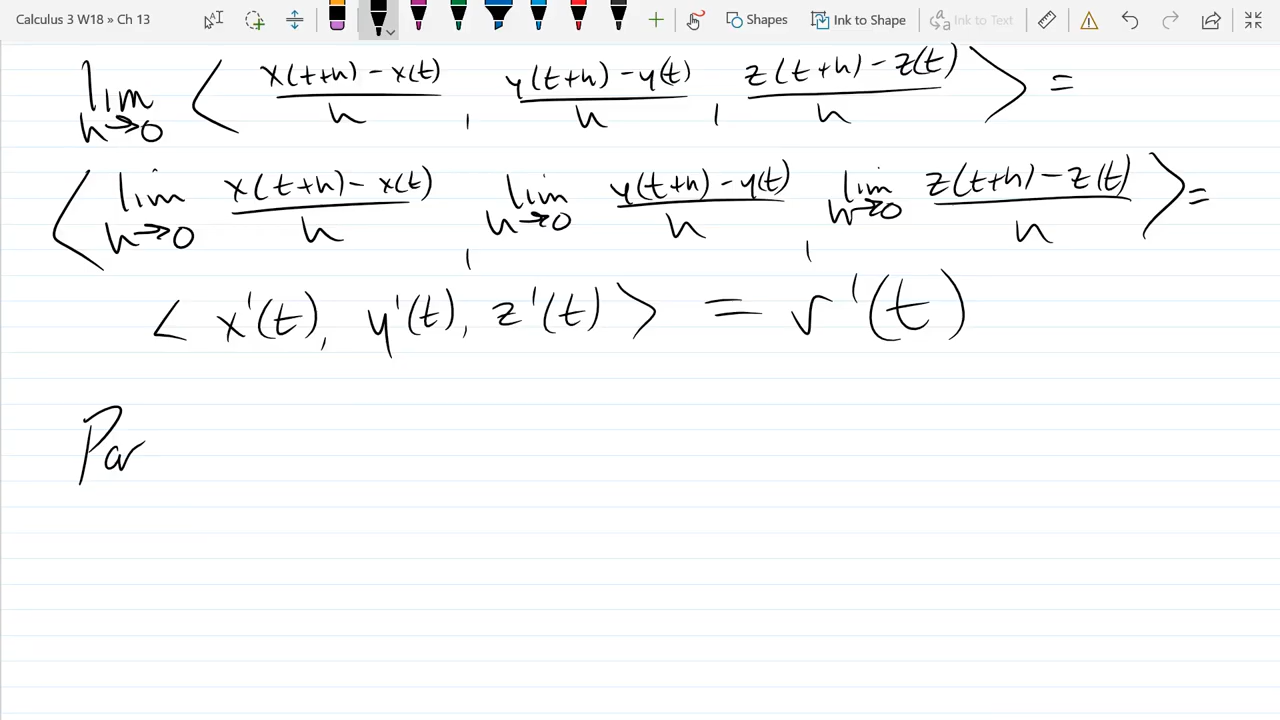 Calculus 3 W18 » Ch 13 Shapes Ink to Shape Ink to Text
lim h→0 ⟨ x(t+h) − x(t) / h , y(t+h) − y(t) / h , z(t+h) − z(t) / h ⟩ =
⟨ lim h→0 x(t+h) − x(t) / h , lim h→0 y(t+h) − y(t) / h , lim h→0 z(t+h) − z(t) / h ⟩ =
⟨ x'(t), y'(t), z'(t) ⟩ = r'(t)
Par